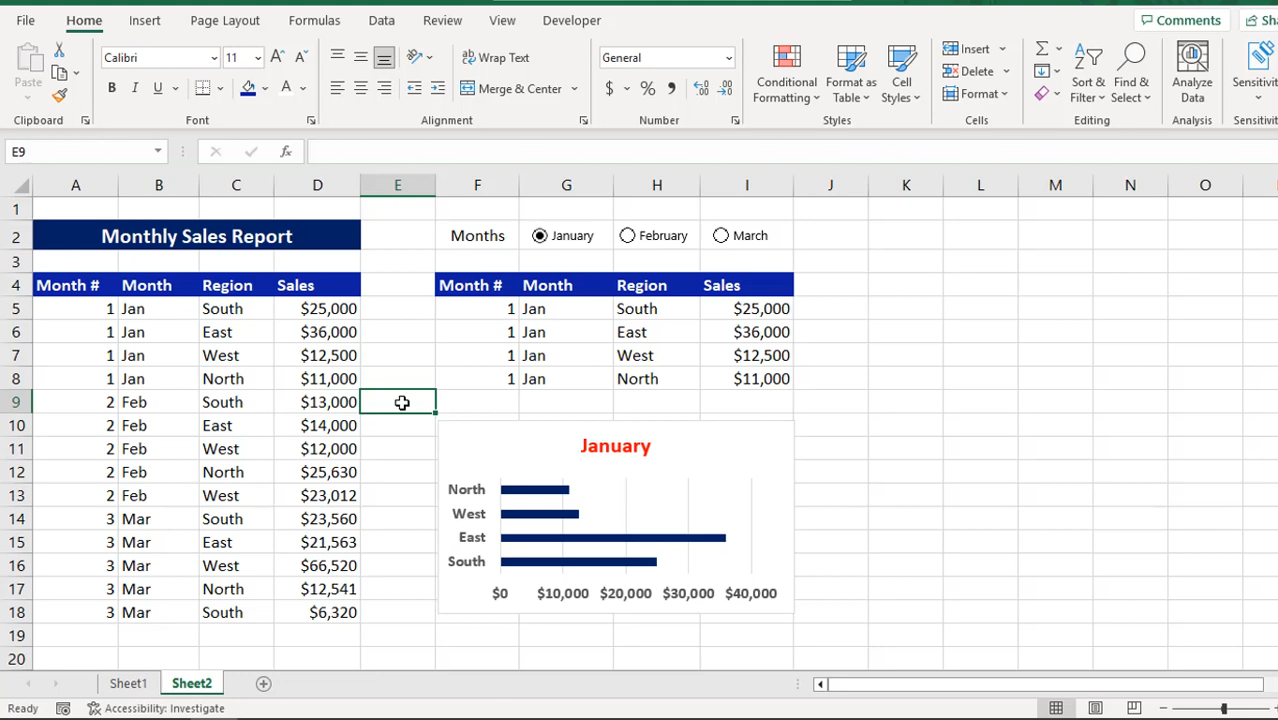 File Home Insert Page Layout Formulas Data Review View Developer Comments
Paste Calibri 11 Wrap Text General Conditional Formatting Format as Table Cell Styles Insert Sort & Filter Find & Select Analyze Data
B I U Merge & Center $ % Delete
Format
Clipboard Font Alignment Number Styles Cells Editing Analysis
E9 fx
A B C D E F G H I J K L M N O
1
2 Monthly Sales Report Months January February March
3
4 Month # Month Region Sales Month # Month Region Sales
5 1 Jan South $25,000 1 Jan South $25,000
6 1 Jan East $36,000 1 Jan East $36,000
7 1 Jan West $12,500 1 Jan West $12,500
8 1 Jan North $11,000 1 Jan North $11,000
9 2 Feb South $13,000
10 2 Feb East $14,000
11 2 Feb West $12,000
12 2 Feb North $25,630
13 2 Feb West $23,012
14 3 Mar South $23,560
15 3 Mar East $21,563
16 3 Mar West $66,520
17 3 Mar North $12,541
18 3 Mar South $6,320
19
20
January
North
West
East
South
$0 $10,000 $20,000 $30,000 $40,000
Sheet1 Sheet2
Ready Accessibility: Investigate